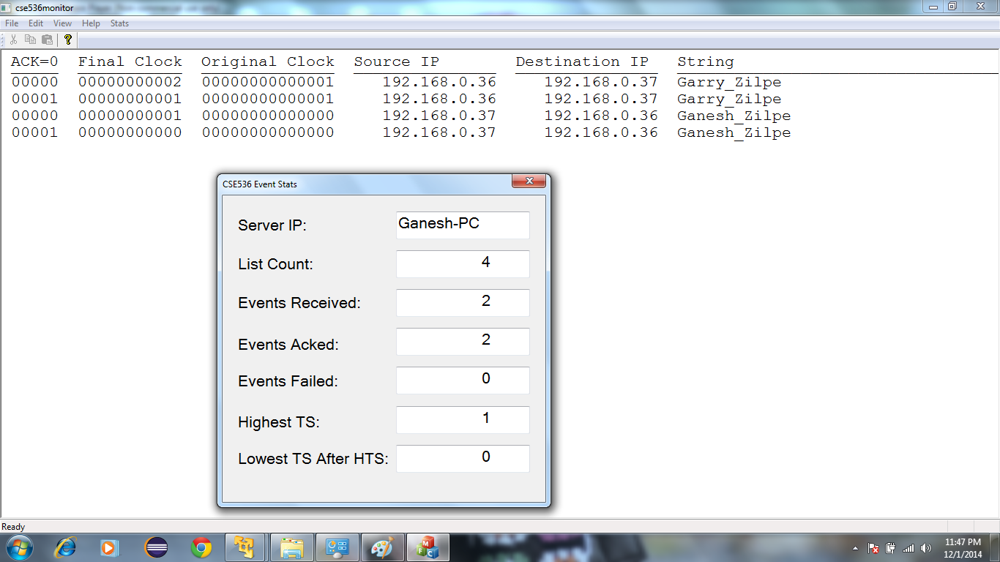 cse536monitor
File Edit View Help Stats
ACK=0 Final Clock Original Clock Source IP Destination IP String
00000 00000000002 00000000000001 192.168.0.36 192.168.0.37 Garry_Zilpe
00001 00000000001 00000000000001 192.168.0.36 192.168.0.37 Garry_Zilpe
00000 00000000001 00000000000000 192.168.0.37 192.168.0.36 Ganesh_Zilpe
00001 00000000000 00000000000000 192.168.0.37 192.168.0.36 Ganesh_Zilpe
CSE536 Event Stats
Server IP: Ganesh-PC
List Count: 4
Events Received: 2
Events Acked: 2
Events Failed: 0
Highest TS: 1
Lowest TS After HTS: 0
Ready
M F C
11:47 PM
12/1/2014